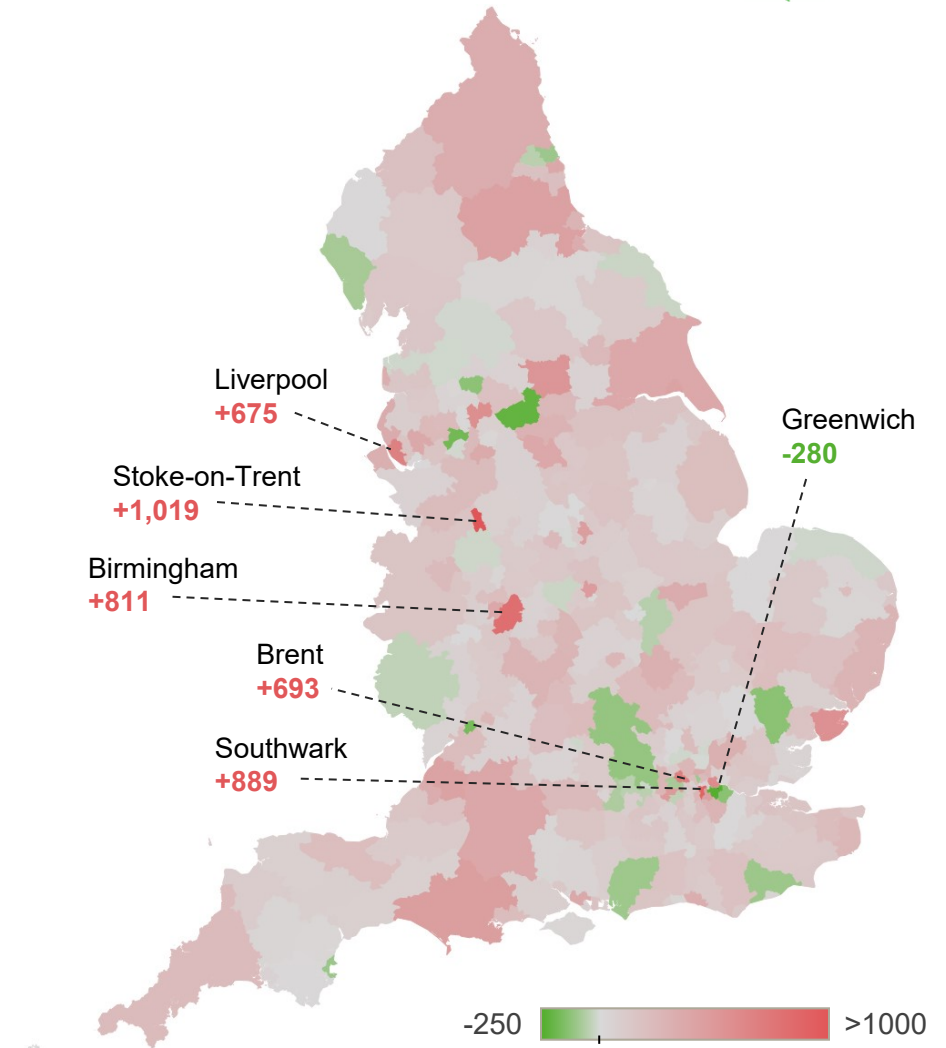 Liverpool
+675
Greenwich
-280
Stoke-on-Trent
+1,019
Birmingham
+811
Brent
+693
Southwark
+889
-250
>1000